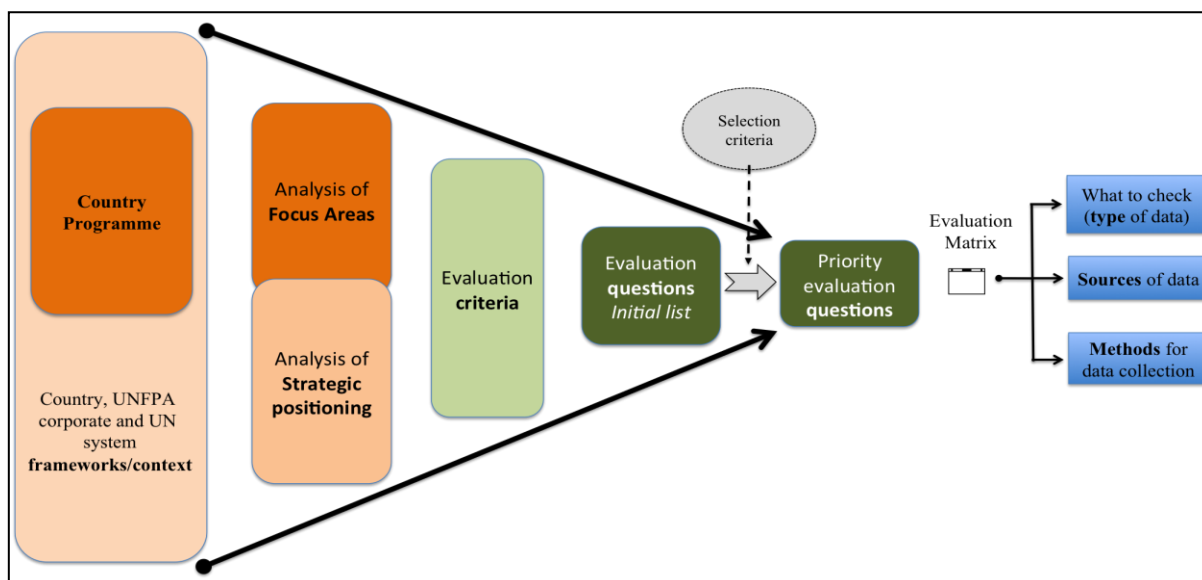 Country
Programme
Country, UNFPA
corporate and UN
system
frameworks/context
Analysis of
Focus Areas
Analysis of
Strategic
positioning
Evaluation
criteria
Evaluation
questions
Initial list
Selection
criteria
Priority
evaluation
questions
Evaluation
Matrix
What to check
(type of data)
Sources of data
Methods for
data collection